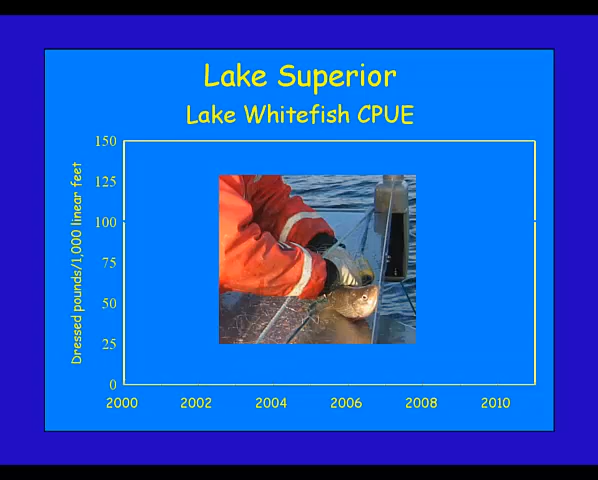 Lake Superior
Lake Whitefish CPUE
Dressed pounds/1,000 linear feet
150
125
100
75
50
25
0
2000 2002 2004 2006 2008 2010